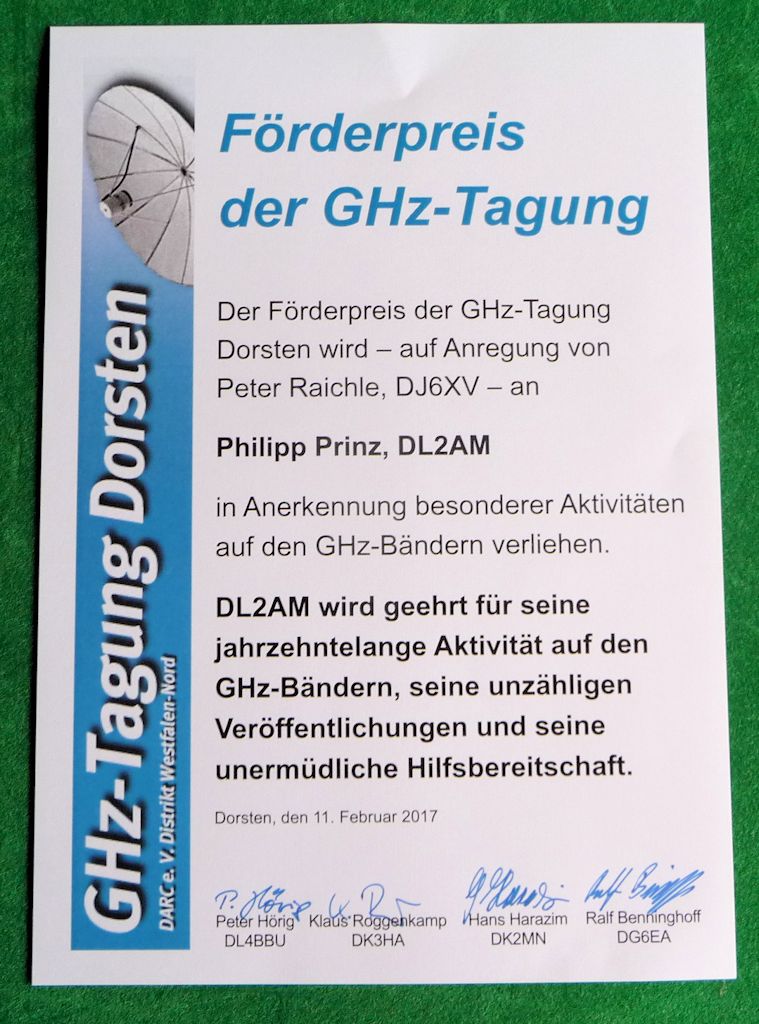 Förderpreis
der GHz-Tagung
Der Förderpreis der GHz-Tagung
Dorsten wird – auf Anregung von
Peter Raichle, DJ6XV – an
Philipp Prinz, DL2AM
in Anerkennung besonderer Aktivitäten
auf den GHz-Bändern verliehen.
DL2AM wird geehrt für seine
jahrzehntelange Aktivität auf den
GHz-Bändern, seine unzähligen
Veröffentlichungen und seine
unermüdliche Hilfsbereitschaft.
Dorsten, den 11. Februar 2017
P. Hörig
Peter Hörig Klaus Roggenkamp Hans Harazim Ralf Benninghoff
DL4BBU DK3HA DK2MN DG6EA
GHz-Tagung Dorsten
DARC e. V. Distrikt Westfalen-Nord